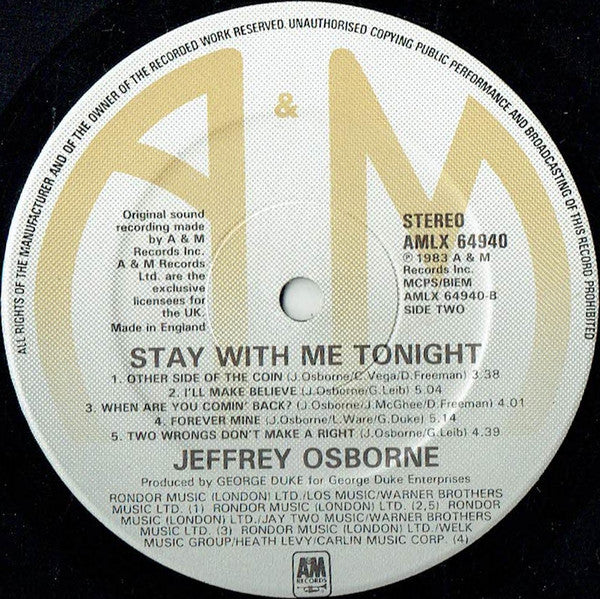 ALL RIGHTS OF THE MANUFACTURER AND OF THE OWNER OF THE RECORDED WORK RESERVED. UNAUTHORISED COPYING PUBLIC PERFORMANCE AND BROADCASTING OF THIS RECORD PROHIBITED
A & M
Original sound
recording made
by A & M
Records Inc.
A & M Records
Ltd. are the
exclusive
licensees for
the UK.
Made in England
STEREO
AMLX 64940
℗ 1983 A & M
Records Inc.
MCPS/BIEM
AMLX 64940-B
SIDE TWO
STAY WITH ME TONIGHT
1. OTHER SIDE OF THE COIN (J.Osborne/C.Vega/D.Freeman) 3.38
2. I'LL MAKE BELIEVE (J.Osborne/G.Leib) 5.04
3. WHEN ARE YOU COMIN' BACK? (J.Osborne/J.McGhee/D.Freeman) 4.01
4. FOREVER MINE (J.Osborne/L.Ware/G.Duke) 5.14
5. TWO WRONGS DON'T MAKE A RIGHT (J.Osborne/G.Leib) 4.39
JEFFREY OSBORNE
Produced by GEORGE DUKE for George Duke Enterprises
RONDOR MUSIC (LONDON) LTD./LOS MUSIC/WARNER BROTHERS
MUSIC LTD. (1) RONDOR MUSIC (LONDON) LTD. (2,5) RONDOR
MUSIC (LONDON) LTD./JAY TWO MUSIC/WARNER BROTHERS
MUSIC LTD. (3) RONDOR MUSIC (LONDON) LTD./WELK
MUSIC GROUP/HEATH LEVY/CARLIN MUSIC CORP. (4)
A&M
RECORDS